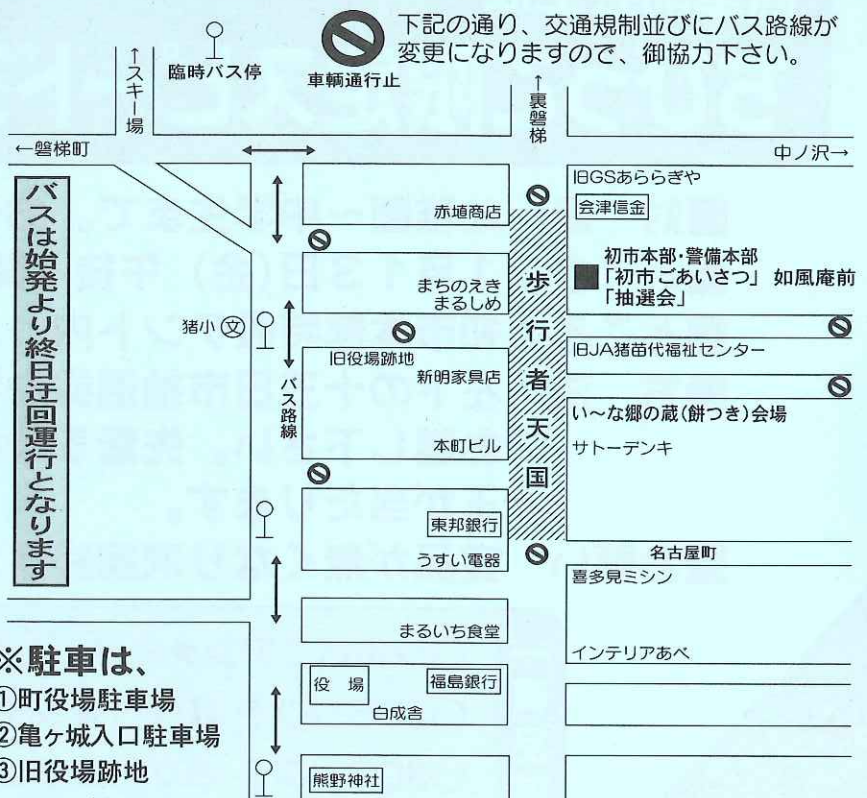 下記の通り、交通規制並びにバス路線が
変更になりますので、御協力下さい。
臨時バス停
車輌通行止
↑スキー場
↑裏磐梯
←磐梯町
中ノ沢→
バスは始発より終日迂回運行となります
赤埴商店
旧GSあららぎや
会津信金
初市本部・警備本部
「初市ごあいさつ」 如風庵前
「抽選会」
まちのえき
まるしめ
歩行者天国
猪小 文
バス路線
旧役場跡地
新明家具店
本町ビル
旧JA猪苗代福祉センター
い〜な郷の蔵(餅つき)会場
サトーデンキ
東邦銀行
うすい電器
名古屋町
喜多見ミシン
インテリアあべ
まるいち食堂
役 場
福島銀行
白成舎
熊野神社
※駐車は、
①町役場駐車場
②亀ヶ城入口駐車場
③旧役場跡地